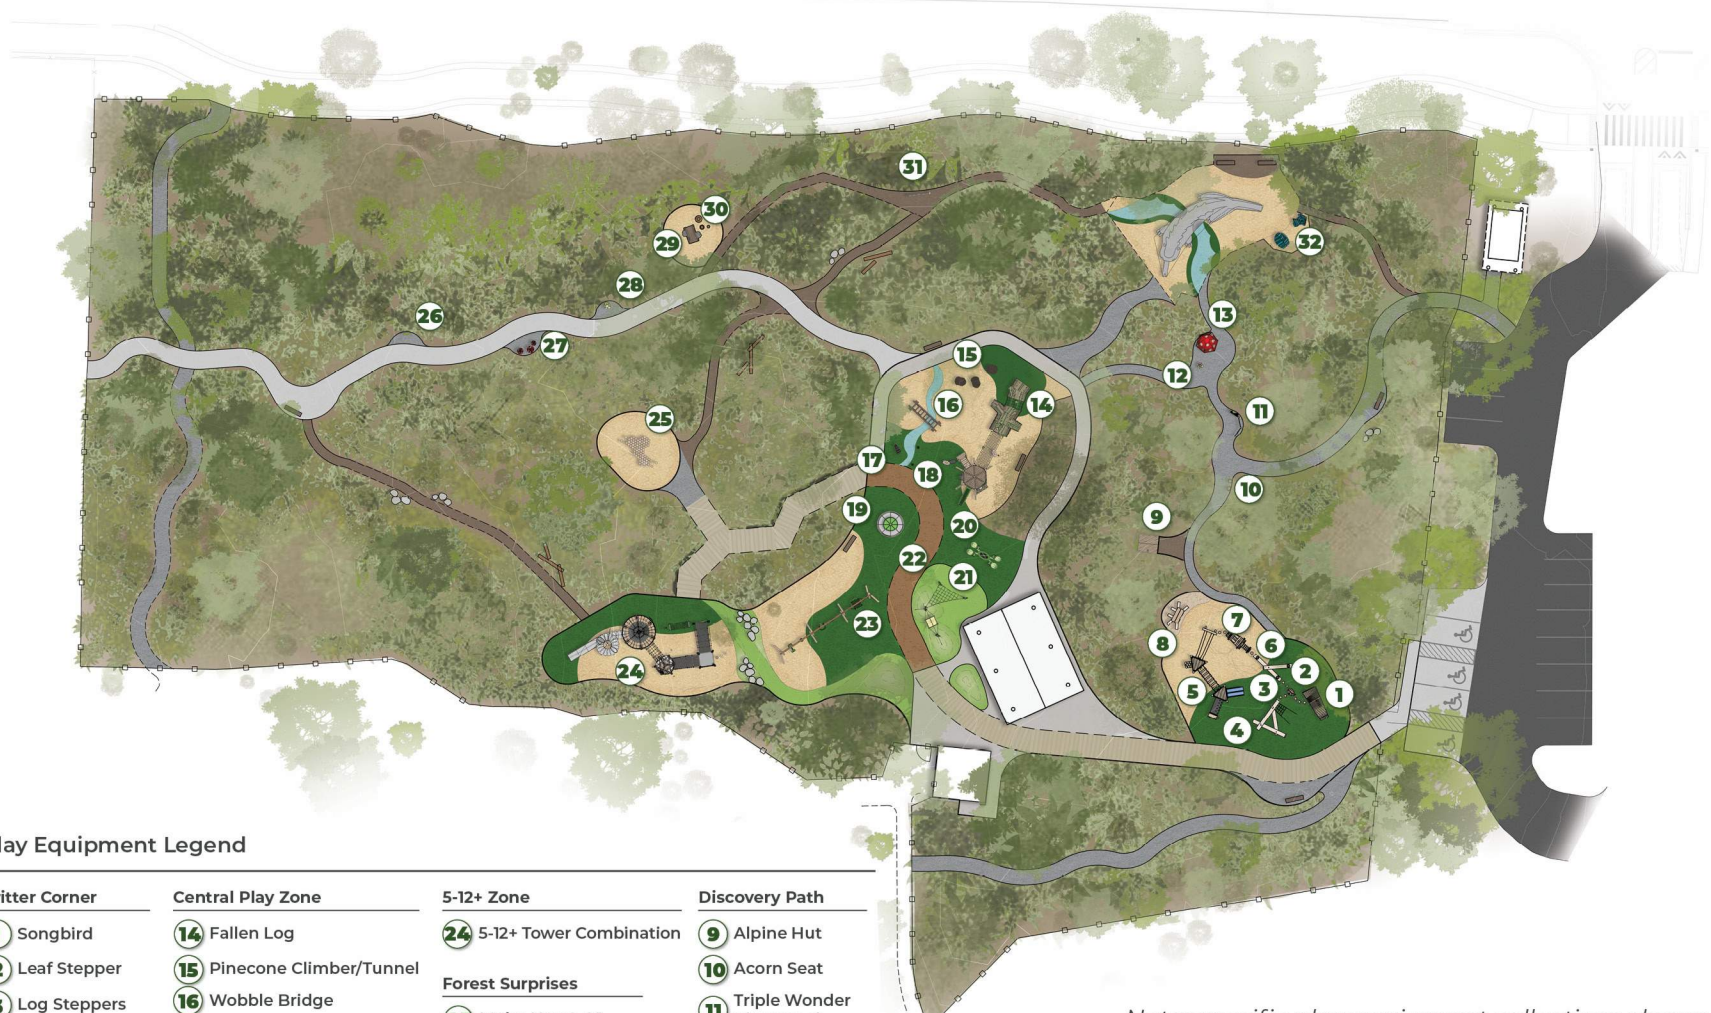 31
30
29
32
28
26
13
27
15
12
16
14
11
25
17
18
10
19
9
20
22
21
7
23
8
6
24
2
5
3
1
4
lay Equipment Legend
itter Corner
Songbird
Leaf Stepper
Log Steppers
Central Play Zone
14 Fallen Log
15 Pinecone Climber/Tunnel
16 Wobble Bridge
5-12+ Zone
24 5-12+ Tower Combination
Forest Surprises
Discovery Path
9 Alpine Hut
10 Acorn Seat
11 Triple Wonder